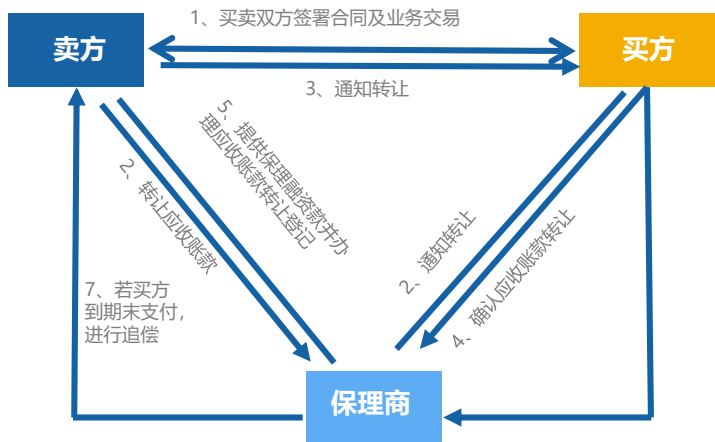 1、买卖双方签署合同及业务交易
卖方
买方
3、通知转让
5、提供保理融资款并办
理应收账款转让登记
2、转让应收账款
2、通知转让
4、确认应收账款转让
7、若买方
到期末支付，
进行追偿
保理商